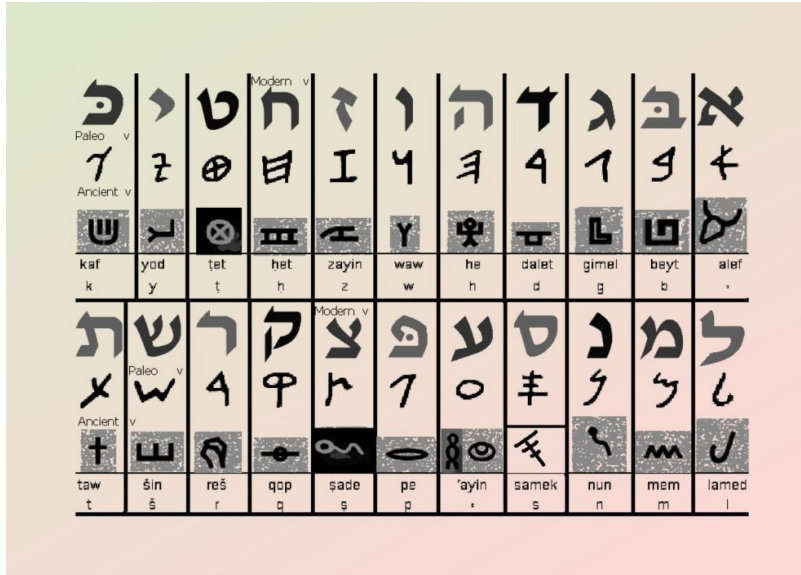 Modern v
כּ י ט ח ז ו ה ד ג בּ א
Paleo v
𐤊 𐤉 𐤈 𐤇 𐤆 𐤅 𐤄 𐤃 𐤂 𐤁 𐤀
Ancient v
kaf yod ṭet ḥet zayin waw he dalet gimel beyt alef
k y ṭ ḥ z w h d g b ʾ
Modern v
ת שׁ ר ק צ פּ ע ס נ מ ל
Paleo v
𐤕 𐤔 𐤓 𐤒 𐤑 𐤐 𐤏 𐤎 𐤍 𐤌 𐤋
Ancient v
taw šin reš qop ṣade pe ʿayin samek nun mem lamed
t š r q ṣ p ʿ s n m l